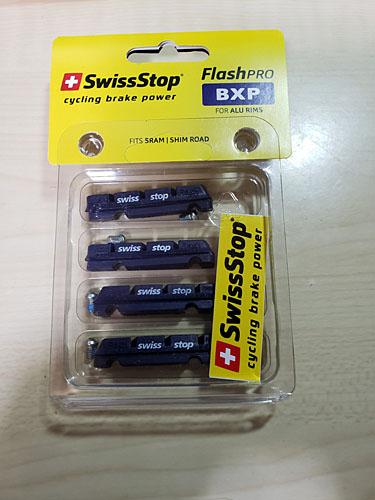 SwissStop
cycling brake power
FlashPRO
BXP
FOR ALU RIMS
FITS SRAM | SHIM ROAD
swiss stop
swiss stop
swiss stop
swiss stop
SwissStop
cycling brake power